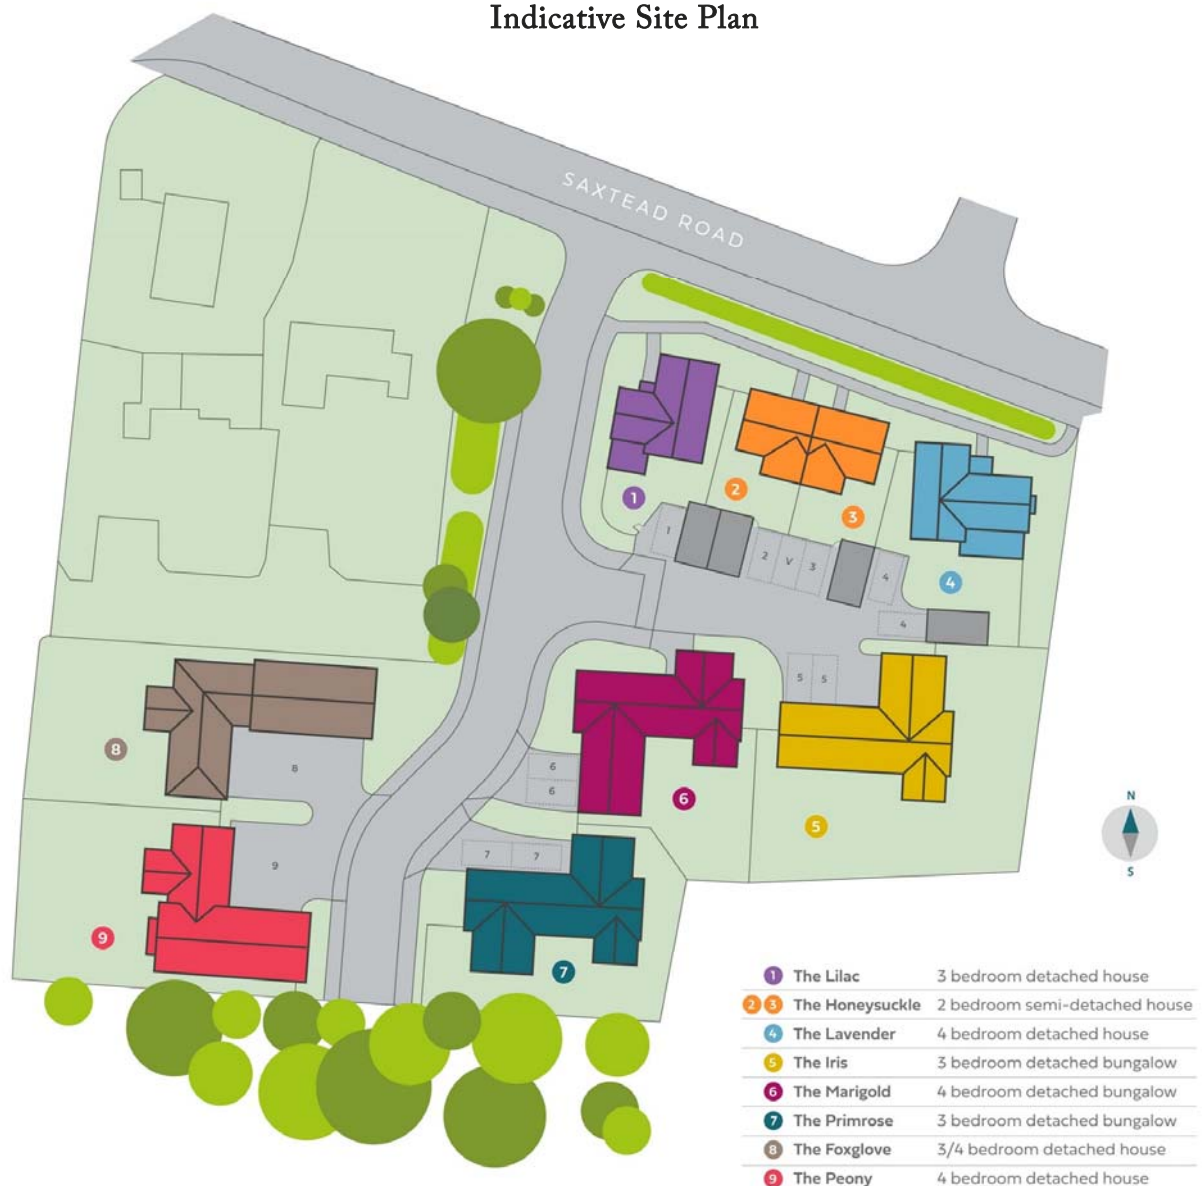 Indicative Site Plan
SAXTEAD ROAD
1
2
3
1
2
V
3
4
4
4
5 5
8
8
6
6
6
5
N
S
7 7
9
9
7
1 The Lilac 3 bedroom detached house
2 3 The Honeysuckle 2 bedroom semi-detached house
4 The Lavender 4 bedroom detached house
5 The Iris 3 bedroom detached bungalow
6 The Marigold 4 bedroom detached bungalow
7 The Primrose 3 bedroom detached bungalow
8 The Foxglove 3/4 bedroom detached house
9 The Peony 4 bedroom detached house